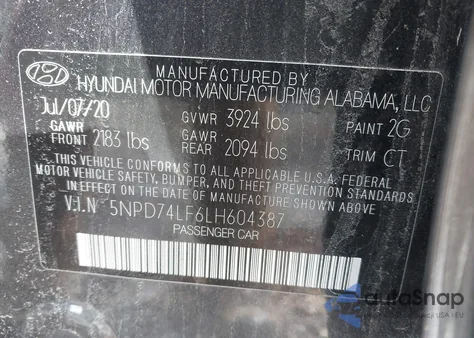 MANUFACTURED BY
HYUNDAI MOTOR MANUFACTURING ALABAMA, LLC
Jul/07/20 GVWR 3924 lbs PAINT 2G
GAWR FRONT 2183 lbs GAWR REAR 2094 lbs TRIM CT
THIS VEHICLE CONFORMS TO ALL APPLICABLE U.S.A. FEDERAL
MOTOR VEHICLE SAFETY, BUMPER, AND THEFT PREVENTION STANDARDS
IN EFFECT ON THE DATE OF MANUFACTURE SHOWN ABOVE.
V.I.N 5NPD74LF6LH604387
PASSENGER CAR
autoSnap